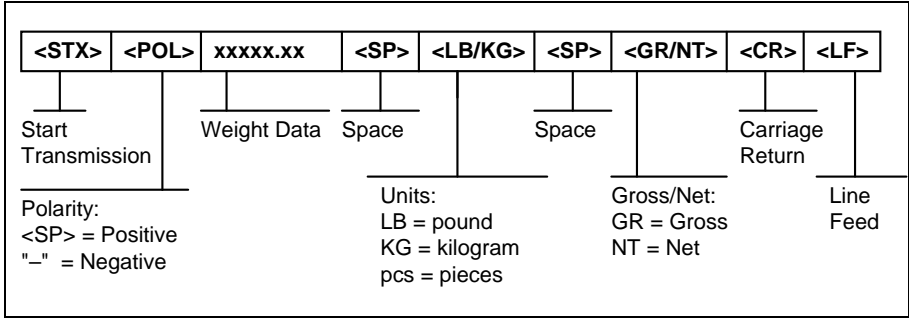 <STX> <POL> xxxxx.xx <SP> <LB/KG> <SP> <GR/NT> <CR> <LF>
Start
Transmission
Weight Data
Space
Space
Carriage
Return
Polarity:
<SP> = Positive
"–" = Negative
Units:
LB = pound
KG = kilogram
pcs = pieces
Gross/Net:
GR = Gross
NT = Net
Line
Feed